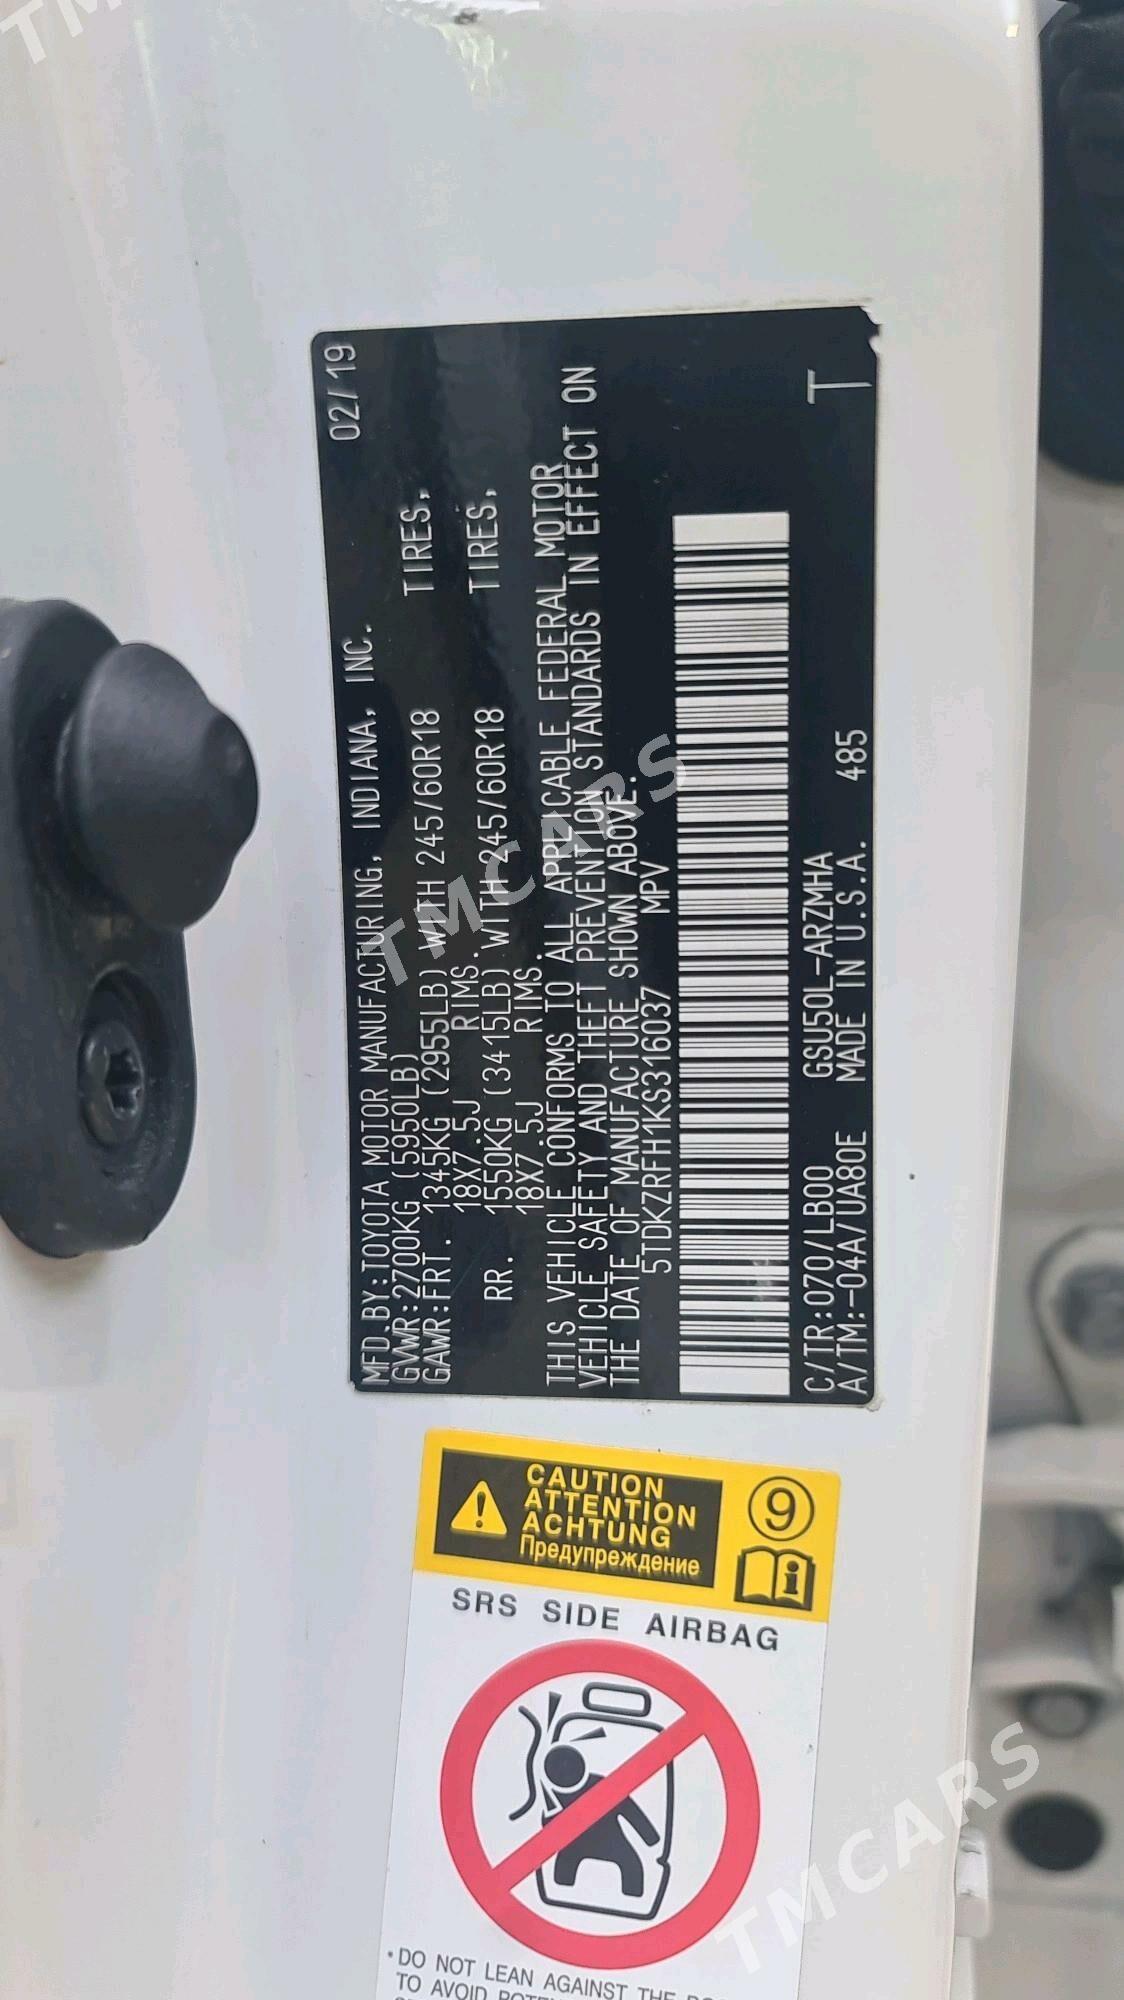 MFD.BY:TOYOTA MOTOR MANUFACTURING, INDIANA, INC. 02/19
GVWR:2700KG (5950LB)
GAWR:FRT. 1345KG (2955LB) WITH 245/60R18 TIRES,
18X7.5J RIMS.
RR. 1550KG (3415LB) WITH 245/60R18 TIRES,
18X7.5J RIMS.
THIS VEHICLE CONFORMS TO ALL APPLICABLE FEDERAL MOTOR
VEHICLE SAFETY AND THEFT PREVENTION STANDARDS IN EFFECT ON
THE DATE OF MANUFACTURE SHOWN ABOVE.
5TDKZRFH1KS316037 MPV
C/TR:070/LB00 GSU50L-ARZMHA
A/TM:-04A/UA80E MADE IN U.S.A. 485
T
CAUTION
ATTENTION
ACHTUNG
Предупреждение
9
i
SRS SIDE AIRBAG
•DO NOT LEAN AGAINST THE
TO AVOID
TMCARS
TMCARS